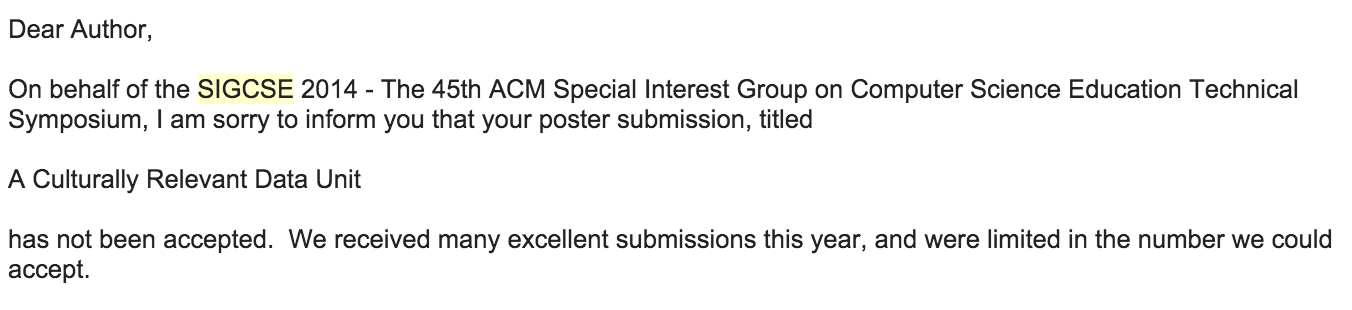 Dear Author,
On behalf of the SIGCSE 2014 - The 45th ACM Special Interest Group on Computer Science Education Technical
Symposium, I am sorry to inform you that your poster submission, titled
A Culturally Relevant Data Unit
has not been accepted.  We received many excellent submissions this year, and were limited in the number we could
accept.